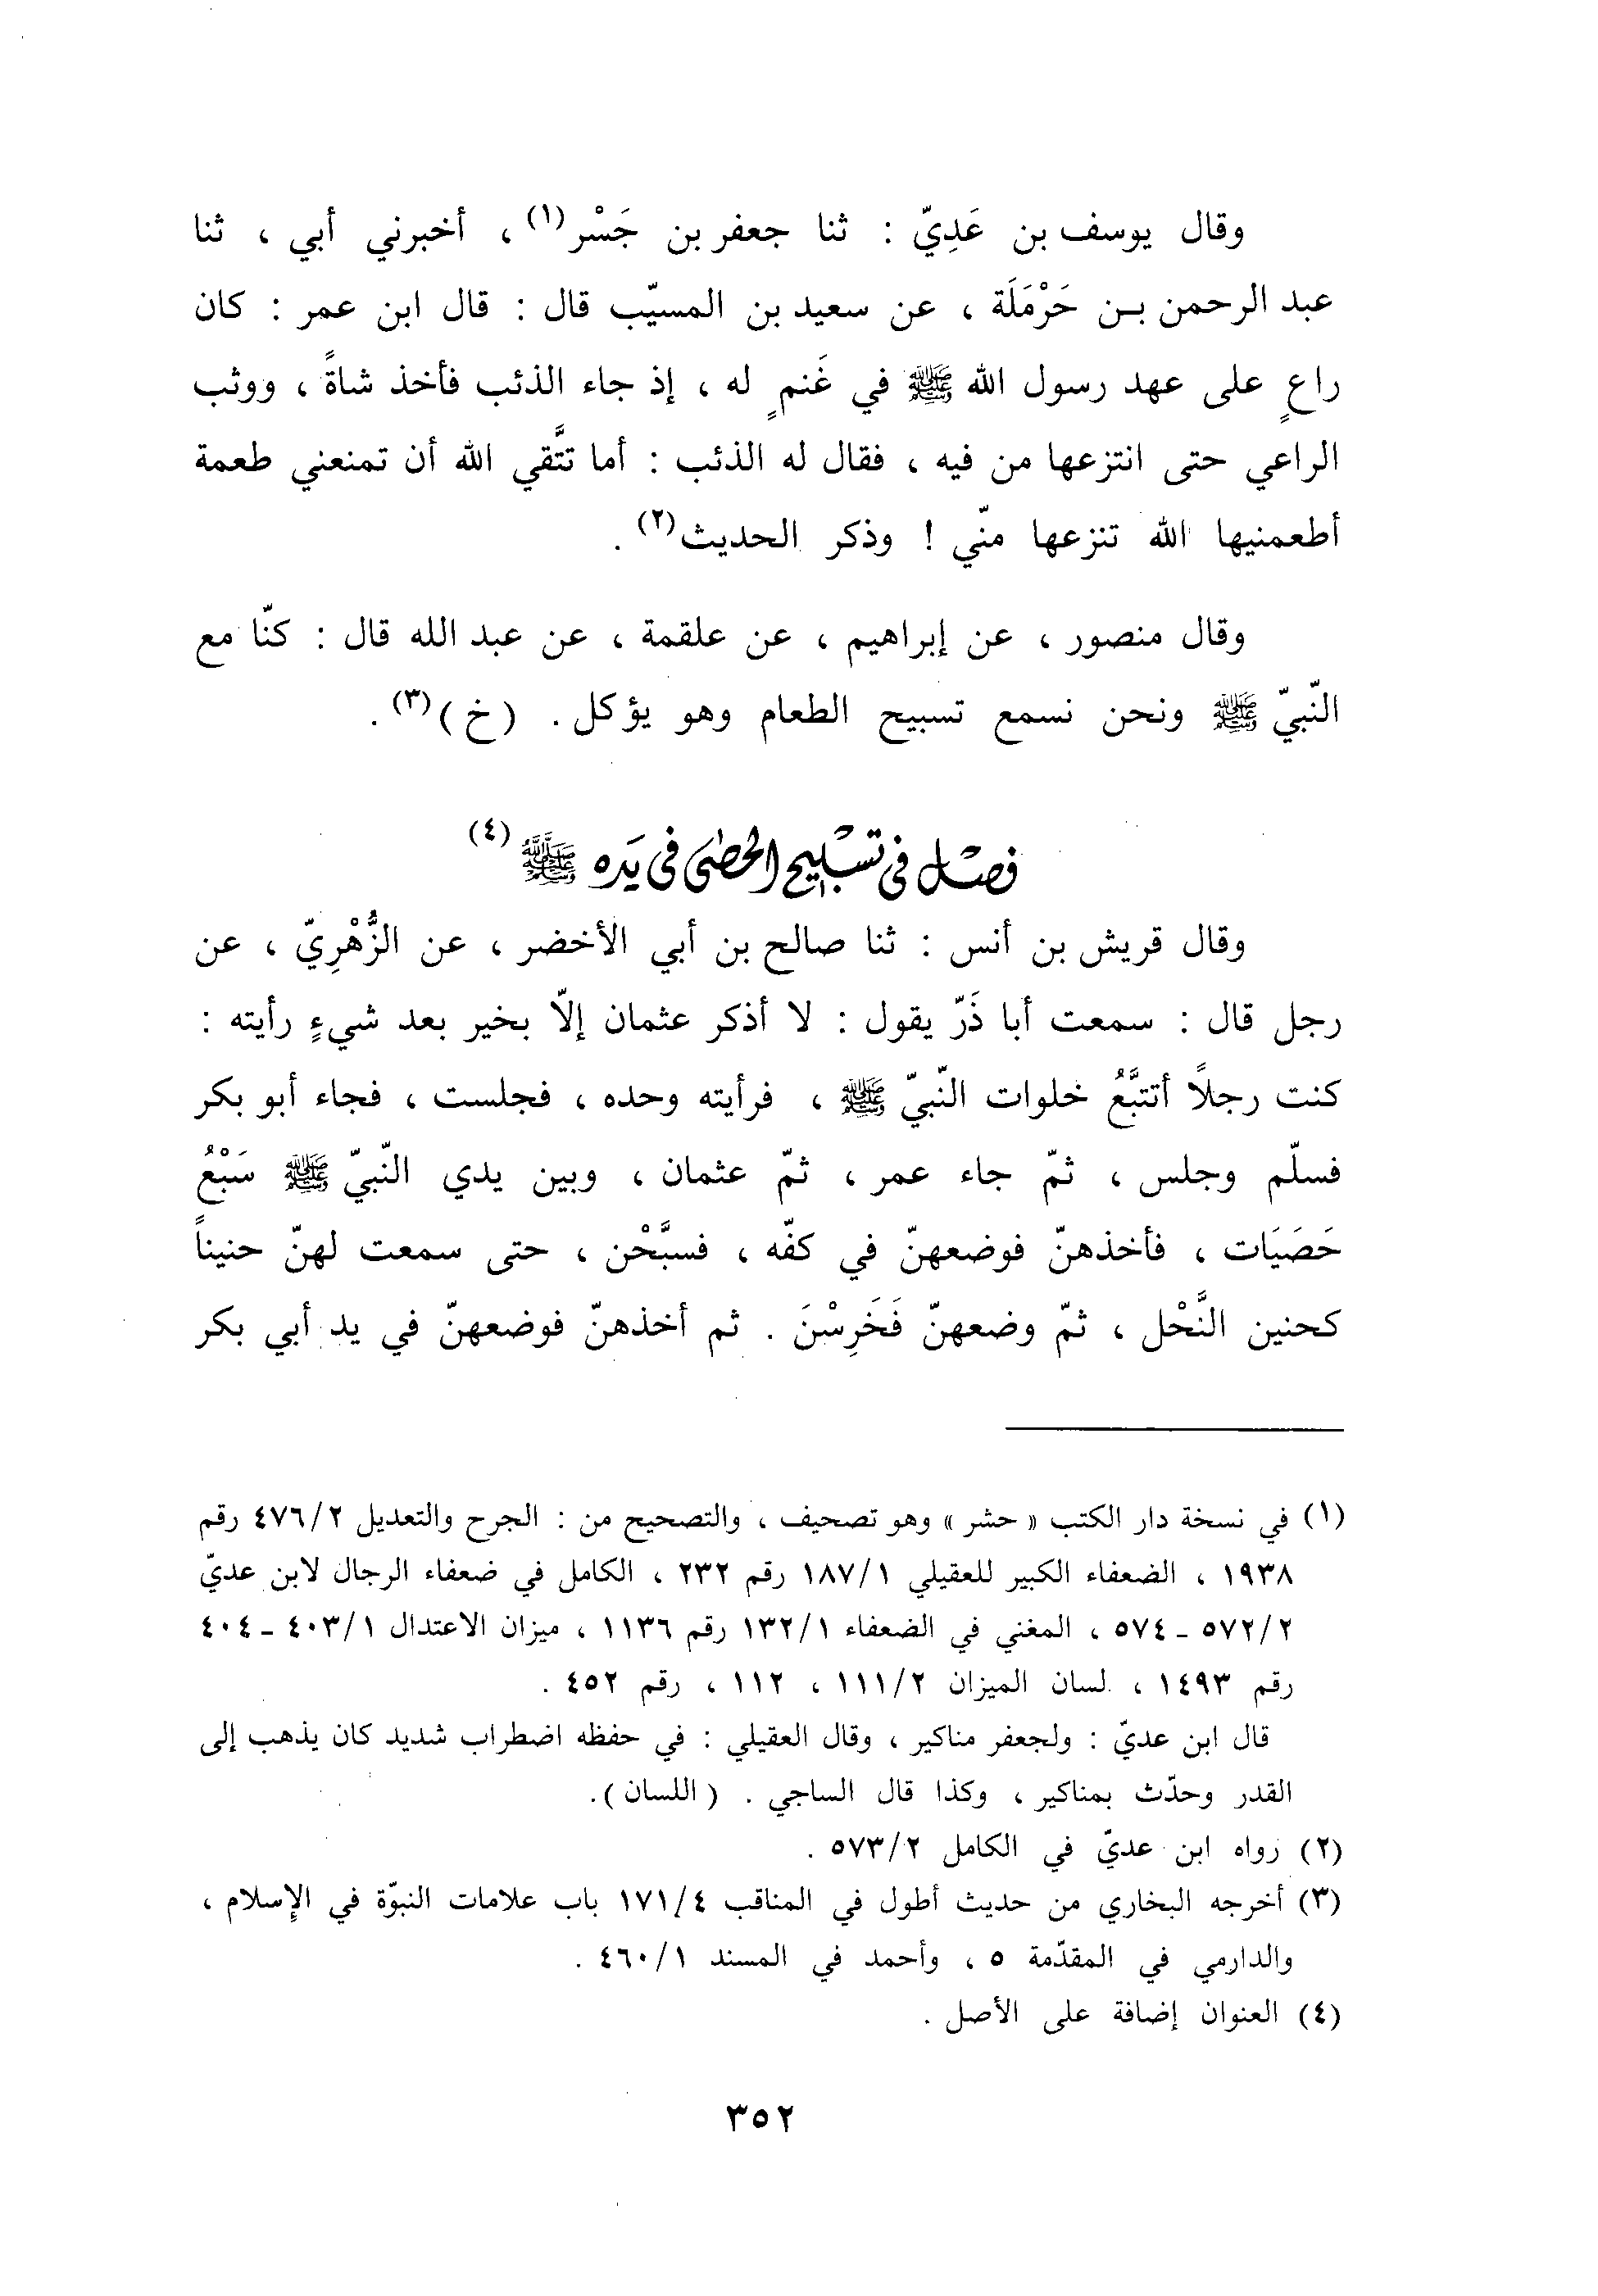 وقال يوسف بن عَدِيّ : ثنا جعفر بن جَسْر(١) ، أخبرني أبي ، ثنا
عبد الرحمن بـن حَرْمَلَة ، عن سعيد بن المسيّب قال : قال ابن عمر : كان
راعٍ على عهد رسول الله ﷺ في غَنمٍ له ، إذ جاء الذئب فأخذ شاةً ، ووثب
الراعي حتى انتزعها من فيه ، فقال له الذئب : أما تتَّقي الله أن تمنعني طعمة
أطعمنيها الله تنزعها منّي ! وذكر الحديث(٢) .
وقال منصور ، عن إبراهيم ، عن علقمة ، عن عبد الله قال : كنّا مع
النّبيّ ﷺ ونحن نسمع تسبيح الطعام وهو يؤكل . (خ)(٣) .
فصل في تسبيح الحصى في يده ﷺ (٤)
وقال قريش بن أنس : ثنا صالح بن أبي الأخضر ، عن الزُّهْرِيّ ، عن
رجل قال : سمعت أبا ذَرّ يقول : لا أذكر عثمان إلّا بخير بعد شيءٍ رأيته :
كنت رجلاً أتتبَّعُ خلوات النّبيّ ﷺ ، فرأيته وحده ، فجلست ، فجاء أبو بكر
فسلّم وجلس ، ثمّ جاء عمر ، ثمّ عثمان ، وبين يدي النّبيّ ﷺ سَبْعُ
حَصَيَات ، فأخذهنّ فوضعهنّ في كفّه ، فسبَّحْن ، حتى سمعت لهنّ حنيناً
كحنين النَّحْل ، ثمّ وضعهنّ فَخَرِسْنَ . ثم أخذهنّ فوضعهنّ في يد أبي بكر
(١) في نسخة دار الكتب « حشر » وهو تصحيف ، والتصحيح من : الجرح والتعديل ٤٧٦/٢ رقم
١٩٣٨ ، الضعفاء الكبير للعقيلي ١٨٧/١ رقم ٢٣٢ ، الكامل في ضعفاء الرجال لابن عديّ
٥٧٢/٢ ـ ٥٧٤ ، المغني في الضعفاء ١٣٢/١ رقم ١١٣٦ ، ميزان الاعتدال ٤٠٣/١ ـ ٤٠٤
رقم ١٤٩٣ ، لسان الميزان ١١١/٢ ، ١١٢ ، رقم ٤٥٢ .
قال ابن عديّ : ولجعفر مناكير ، وقال العقيلي : في حفظه اضطراب شديد كان يذهب إلى
القدر وحدّث بمناكير ، وكذا قال الساجي . (اللسان) .
(٢) رواه ابن عديّ في الكامل ٥٧٣/٢ .
(٣) أخرجه البخاري من حديث أطول في المناقب ١٧١/٤ باب علامات النبوّة في الإسلام ،
والدارمي في المقدّمة ٥ ، وأحمد في المسند ٤٦٠/١ .
(٤) العنوان إضافة على الأصل .
٣٥٢